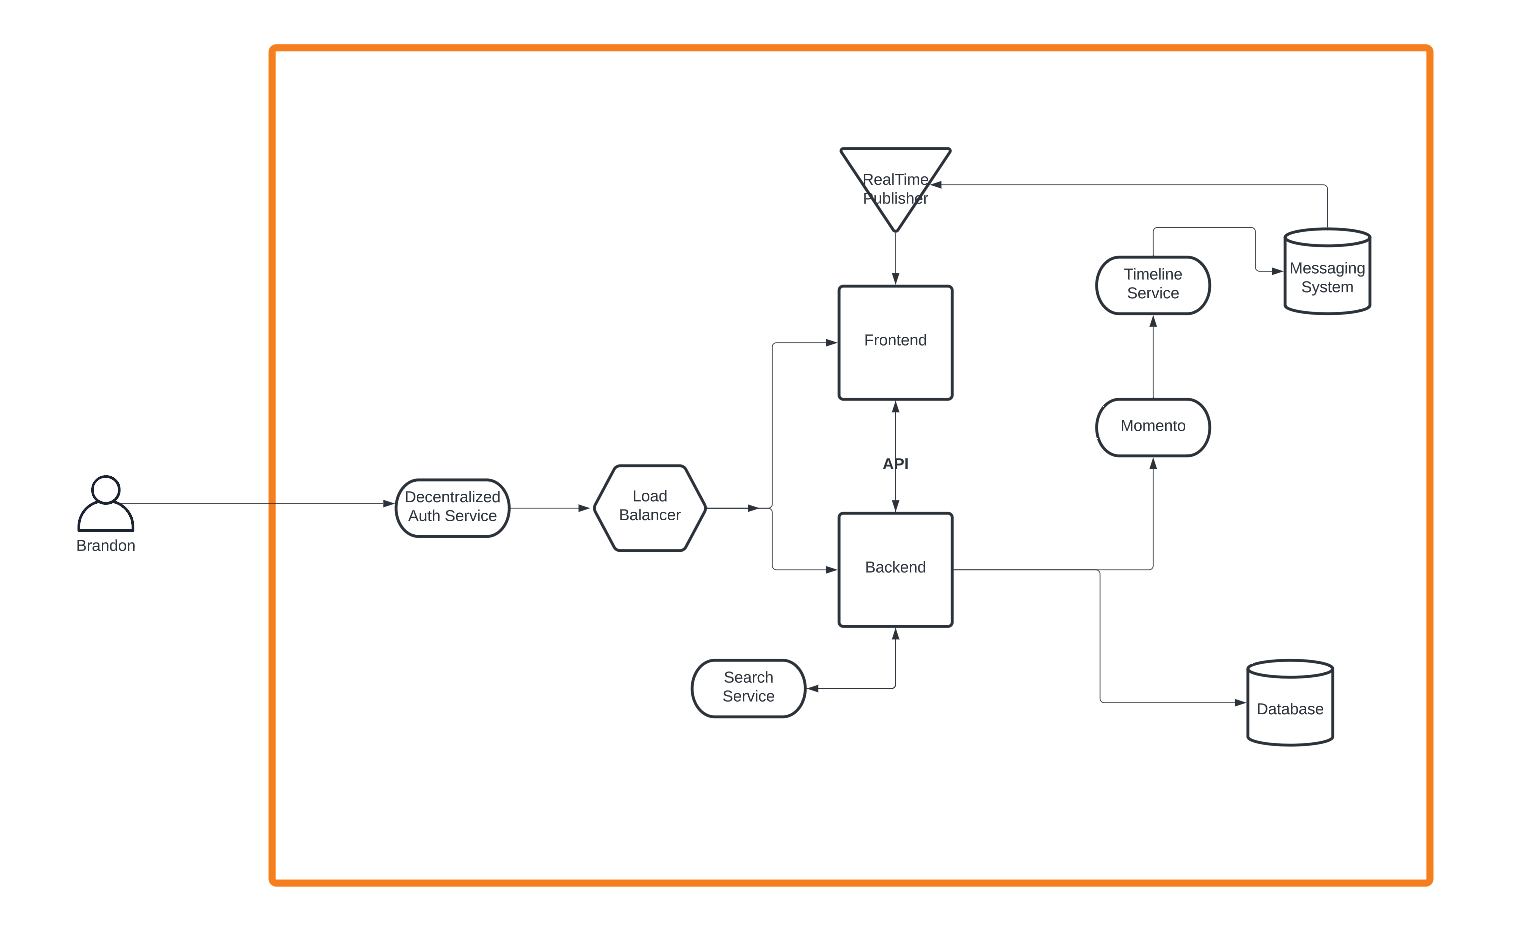 RealTime
Publisher
Timeline
Service
Messaging
System
Frontend
Momento
API
Decentralized
Auth Service
Load
Balancer
Brandon
Backend
Search
Service
Database